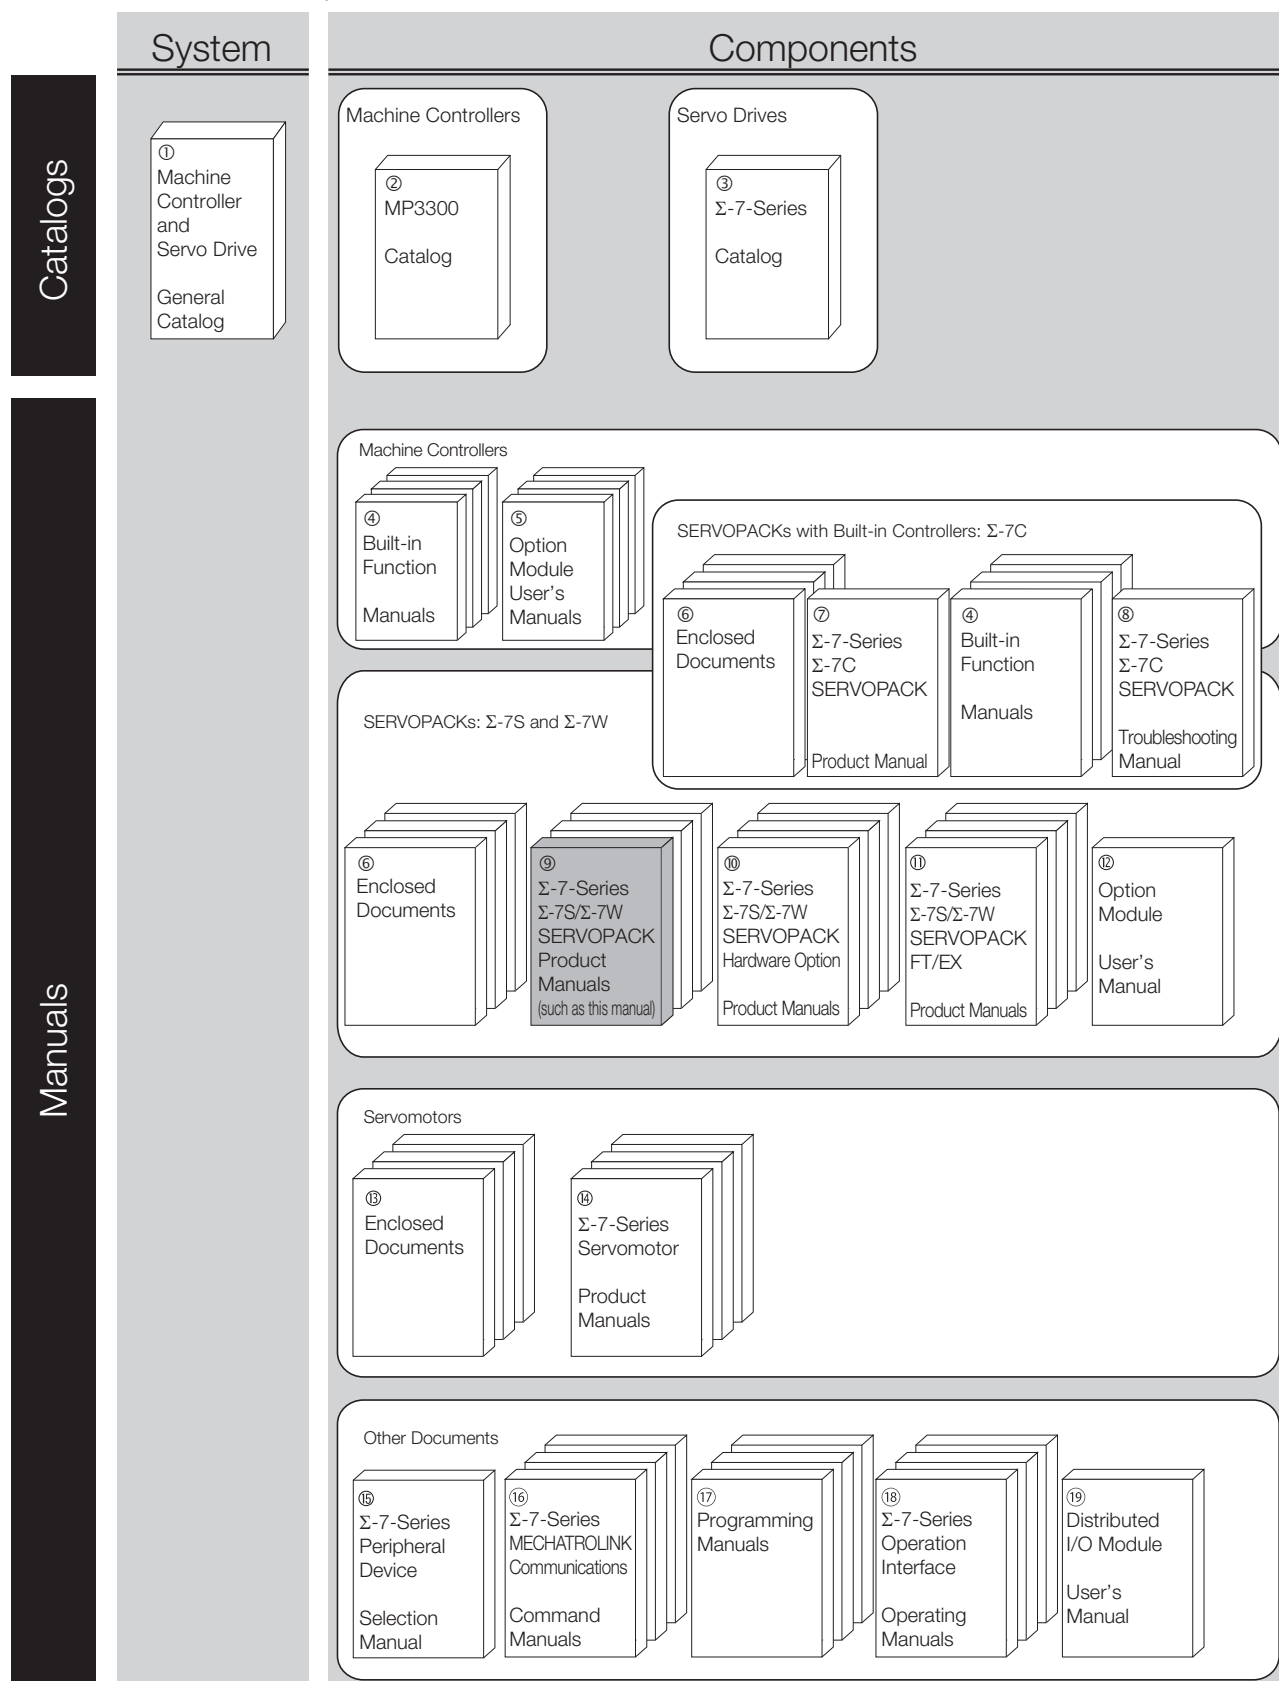 System
Components
Catalogs
①
Machine
Controller
and
Servo Drive
General
Catalog
Machine Controllers
②
MP3300
Catalog
Servo Drives
③
Σ-7-Series
Catalog
Manuals
Machine Controllers
④
Built-in
Function
Manuals
⑤
Option
Module
User's
Manuals
SERVOPACKs with Built-in Controllers: Σ-7C
⑥
Enclosed
Documents
⑦
Σ-7-Series
Σ-7C
SERVOPACK
Product Manual
④
Built-in
Function
Manuals
⑧
Σ-7-Series
Σ-7C
SERVOPACK
Troubleshooting
Manual
SERVOPACKs: Σ-7S and Σ-7W
⑥
Enclosed
Documents
⑨
Σ-7-Series
Σ-7S/Σ-7W
SERVOPACK
Product
Manuals
(such as this manual)
⑩
Σ-7-Series
Σ-7S/Σ-7W
SERVOPACK
Hardware Option
Product Manuals
⑪
Σ-7-Series
Σ-7S/Σ-7W
SERVOPACK
FT/EX
Product Manuals
⑫
Option
Module
User's
Manual
Servomotors
⑬
Enclosed
Documents
⑭
Σ-7-Series
Servomotor
Product
Manuals
Other Documents
⑮
Σ-7-Series
Peripheral
Device
Selection
Manual
⑯
Σ-7-Series
MECHATROLINK
Communications
Command
Manuals
⑰
Programming
Manuals
⑱
Σ-7-Series
Operation
Interface
Operating
Manuals
⑲
Distributed
I/O Module
User's
Manual